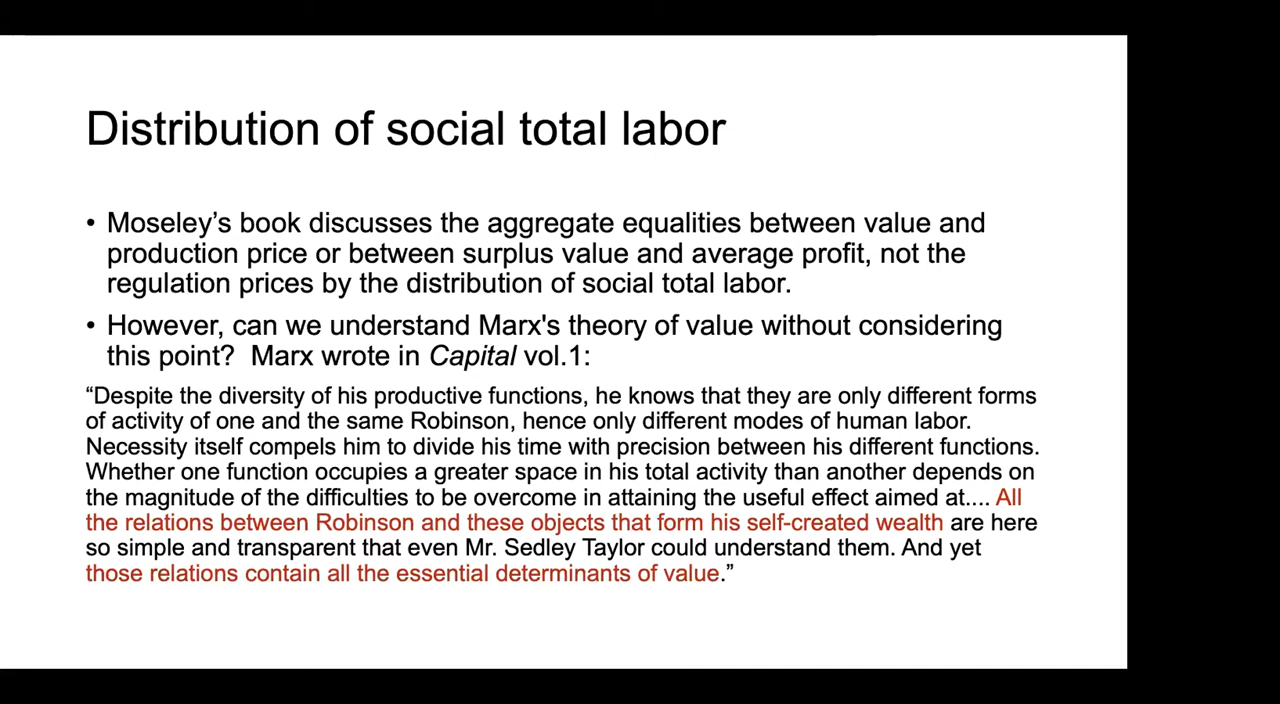 Distribution of social total labor
• Moseley’s book discusses the aggregate equalities between value and
production price or between surplus value and average profit, not the
regulation prices by the distribution of social total labor.
• However, can we understand Marx's theory of value without considering
this point?  Marx wrote in Capital vol.1:
“Despite the diversity of his productive functions, he knows that they are only different forms
of activity of one and the same Robinson, hence only different modes of human labor.
Necessity itself compels him to divide his time with precision between his different functions.
Whether one function occupies a greater space in his total activity than another depends on
the magnitude of the difficulties to be overcome in attaining the useful effect aimed at.... All
the relations between Robinson and these objects that form his self-created wealth are here
so simple and transparent that even Mr. Sedley Taylor could understand them. And yet
those relations contain all the essential determinants of value.”